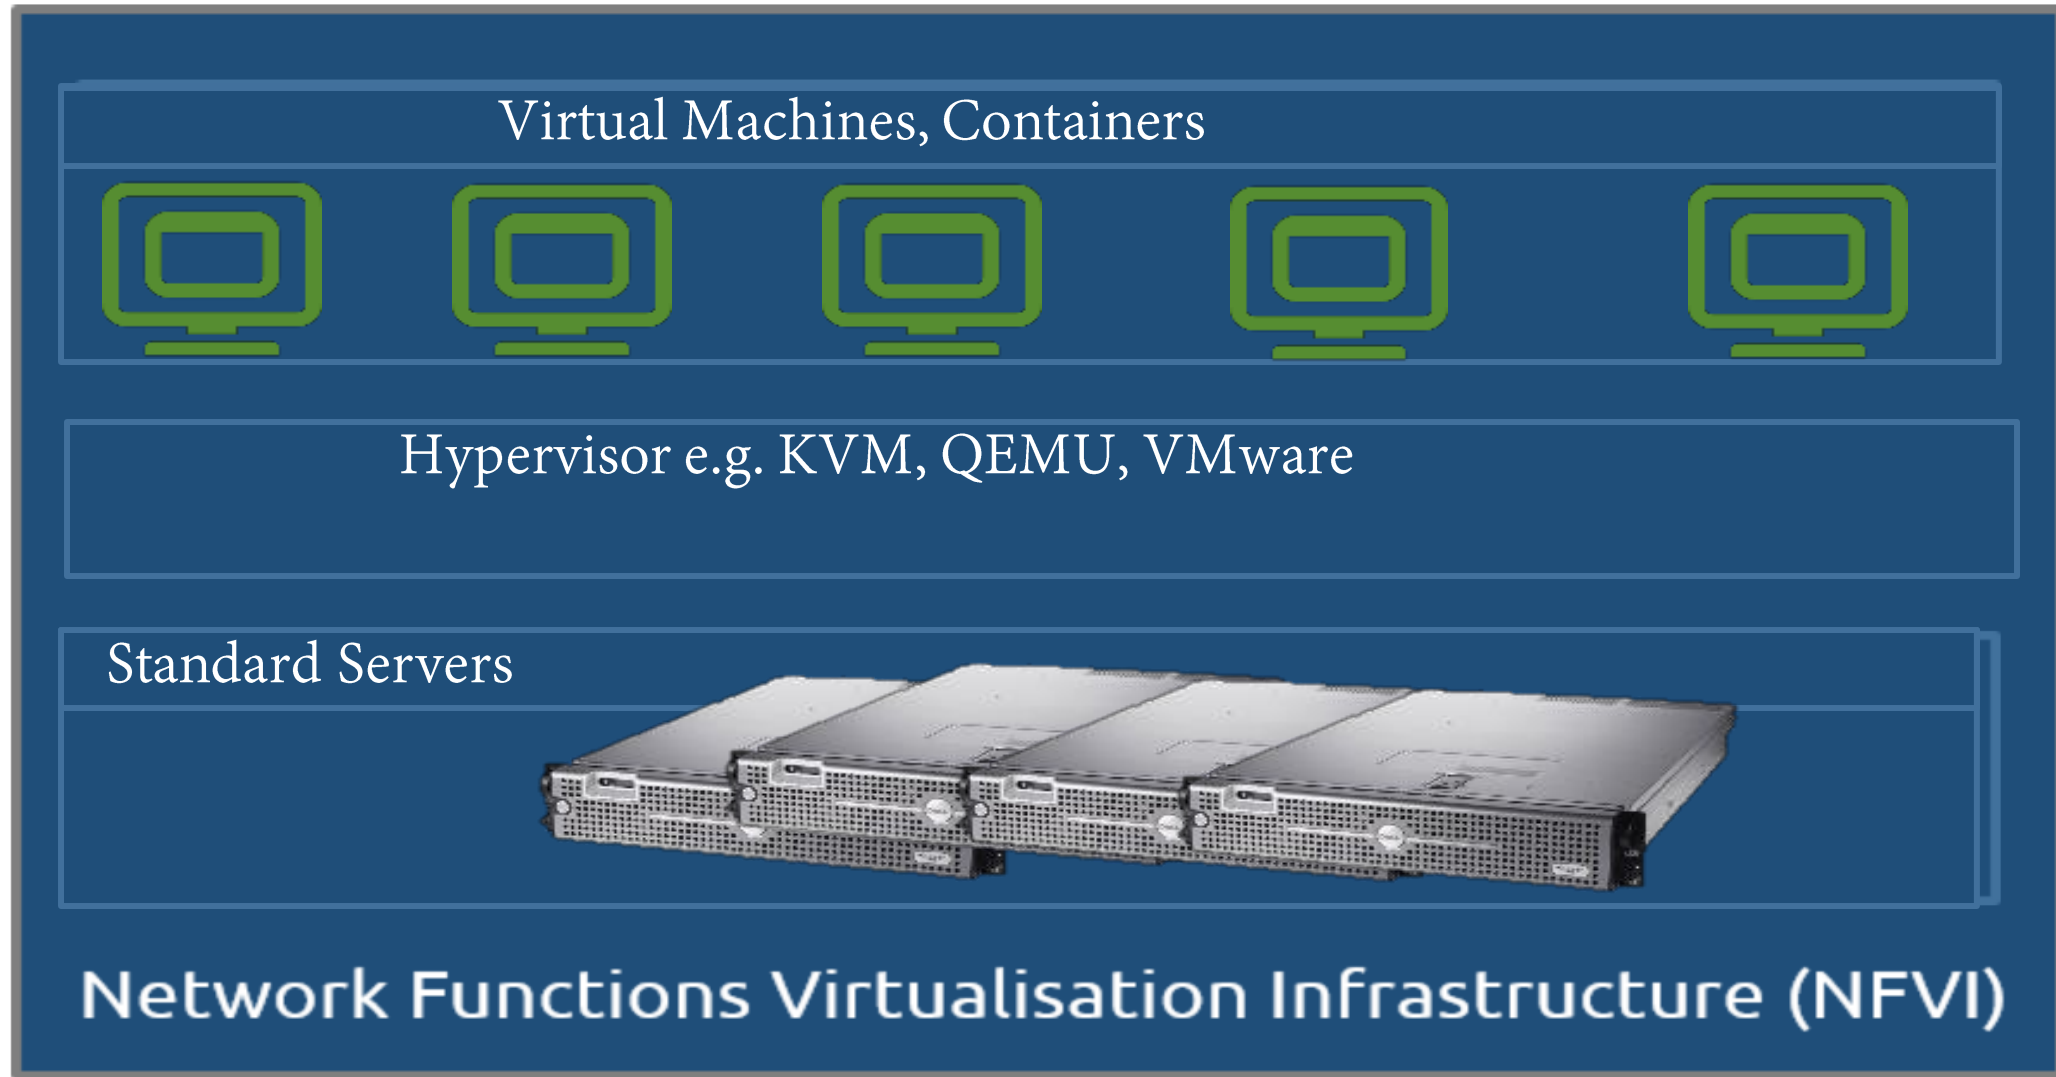 Virtual Machines, Containers
Hypervisor e.g. KVM, QEMU, VMware
Standard Servers
Network Functions Virtualisation Infrastructure (NFVI)